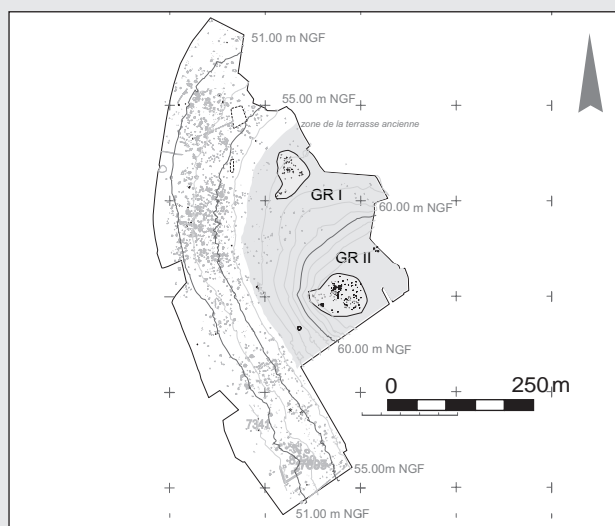 51.00 m NGF
55.00 m NGF
zone de la terrasse ancienne
GR I
60.00 m NGF
GR II
60.00 m NGF
0 250 m
55.00m NGF
51.00 m NGF